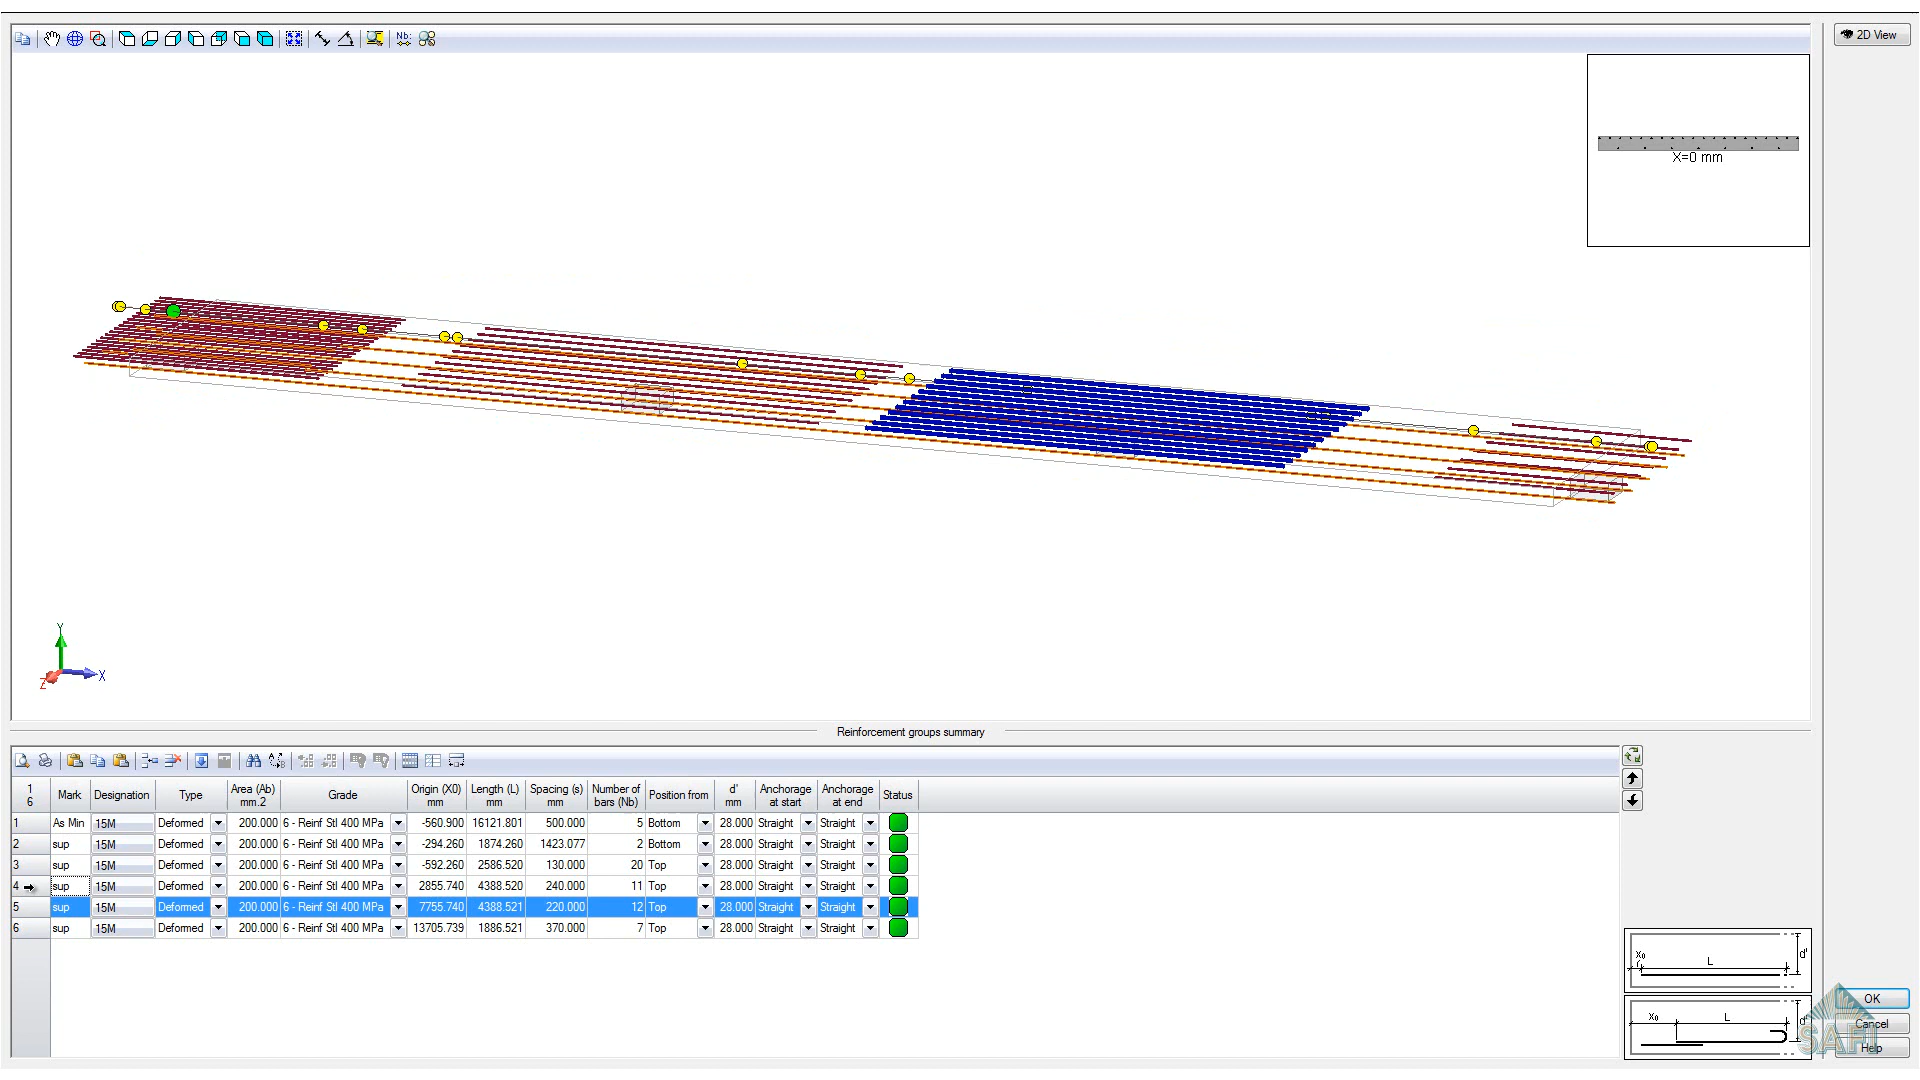 Nb:
2D View
X=0 mm
Y
X
Z
Reinforcement groups summary
1
6
Mark
Designation
Type
Area (Ab)
mm.2
Grade
Origin (X0)
mm
Length (L)
mm
Spacing (s)
mm
Number of
bars (Nb)
Position from
d'
mm
Anchorage
at start
Anchorage
at end
Status
1 As Min 15M Deformed 200.000 6 - Reinf Stl 400 MPa -560.900 16121.801 500.000 5 Bottom 28.000 Straight Straight
2 sup 15M Deformed 200.000 6 - Reinf Stl 400 MPa -294.260 1874.260 1423.077 2 Bottom 28.000 Straight Straight
3 sup 15M Deformed 200.000 6 - Reinf Stl 400 MPa -592.260 2586.520 130.000 20 Top 28.000 Straight Straight
4 sup 15M Deformed 200.000 6 - Reinf Stl 400 MPa 2855.740 4388.520 240.000 11 Top 28.000 Straight Straight
5 sup 15M Deformed 200.000 6 - Reinf Stl 400 MPa 7755.740 4388.521 220.000 12 Top 28.000 Straight Straight
6 sup 15M Deformed 200.000 6 - Reinf Stl 400 MPa 13705.739 1886.521 370.000 7 Top 28.000 Straight Straight
X0
L
d'
X0
L
d'
OK
Cancel
Help
SAFI